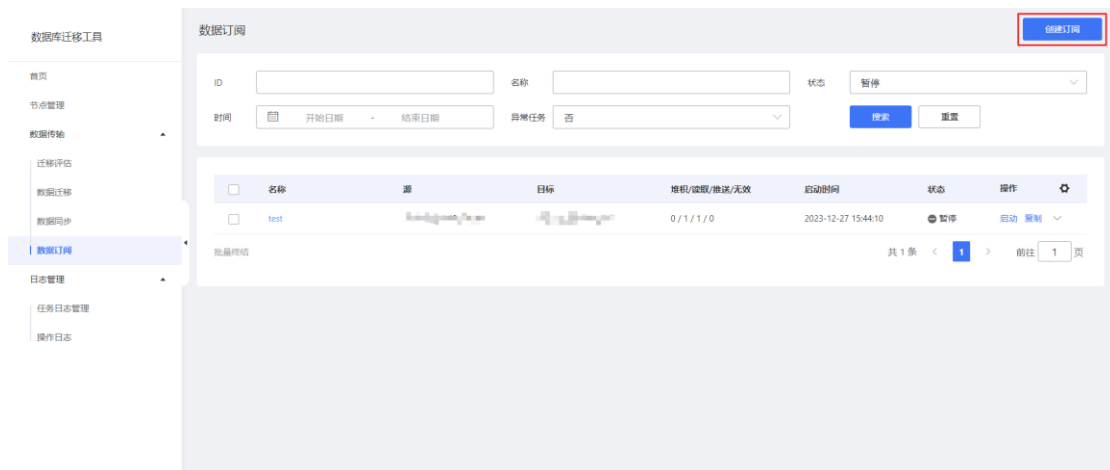 数据库迁移工具
首页
节点管理
数据传输
迁移评估
数据迁移
数据同步
数据订阅
日志管理
任务日志管理
操作日志
数据订阅 创建订阅
ID 名称 状态 暂停
时间 开始日期 - 结束日期 异常任务 否 搜索 重置
名称 源 目标 堆积/读取/推送/无效 启动时间 状态 操作
test 0 / 1 / 1 / 0 2023-12-27 15:44:10 暂停 启动 复制
批量终结 共 1 条 < 1 > 前往 1 页